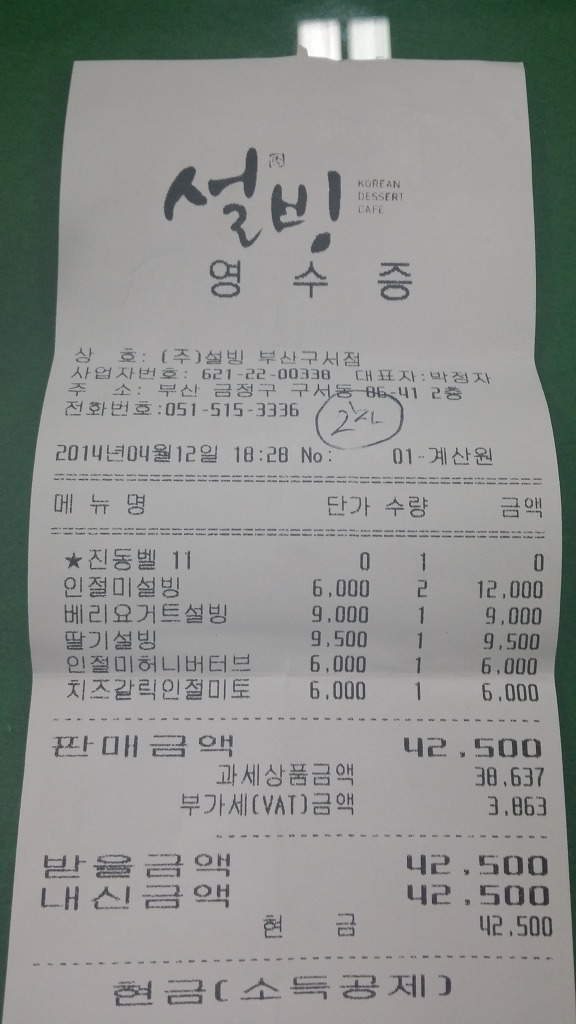 설빙
KOREAN
DESSERT
CAFE
영 수 증
상 호: (주)설빙 부산구서점
사업자번호: 621-22-00338 대표자:박점자
주 소: 부산 금정구 구서동 86-41 2층
전화번호:051-515-3336
2차
2014년04월12일 18:28 No: 01-계산원
메 뉴 명 단가 수량 금액
★진동벨 11 0 1 0
인절미설빙 6,000 2 12,000
베리요거트설빙 9,000 1 9,000
딸기설빙 9,500 1 9,500
인절미허니버터브 6,000 1 6,000
치즈갈릭인절미토 6,000 1 6,000
판매금액 42,500
과세상품금액 38,637
부가세(VAT)금액 3,863
받을금액 42,500
내신금액 42,500
현 금 42,500
현금(소득공제)